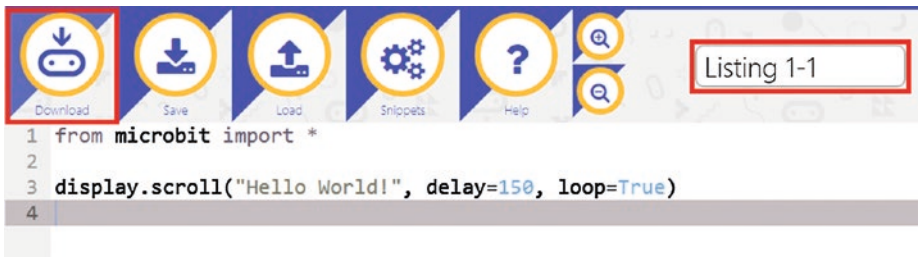 Download Save Load Snippets Help
Listing 1-1
1 from microbit import *
2
3 display.scroll("Hello World!", delay=150, loop=True)
4